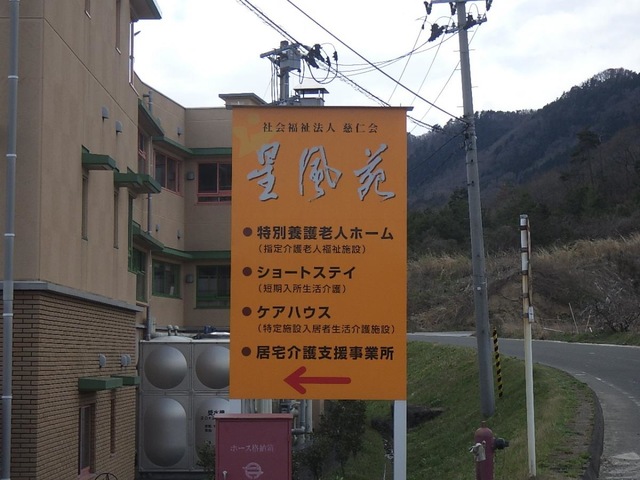 社会福祉法人 慈仁会
星風苑
●特別養護老人ホーム
（指定介護老人福祉施設）
●ショートステイ
（短期入所生活介護）
●ケアハウス
（特定施設入居者生活介護施設）
●居宅介護支援事業所
ホース格納箱